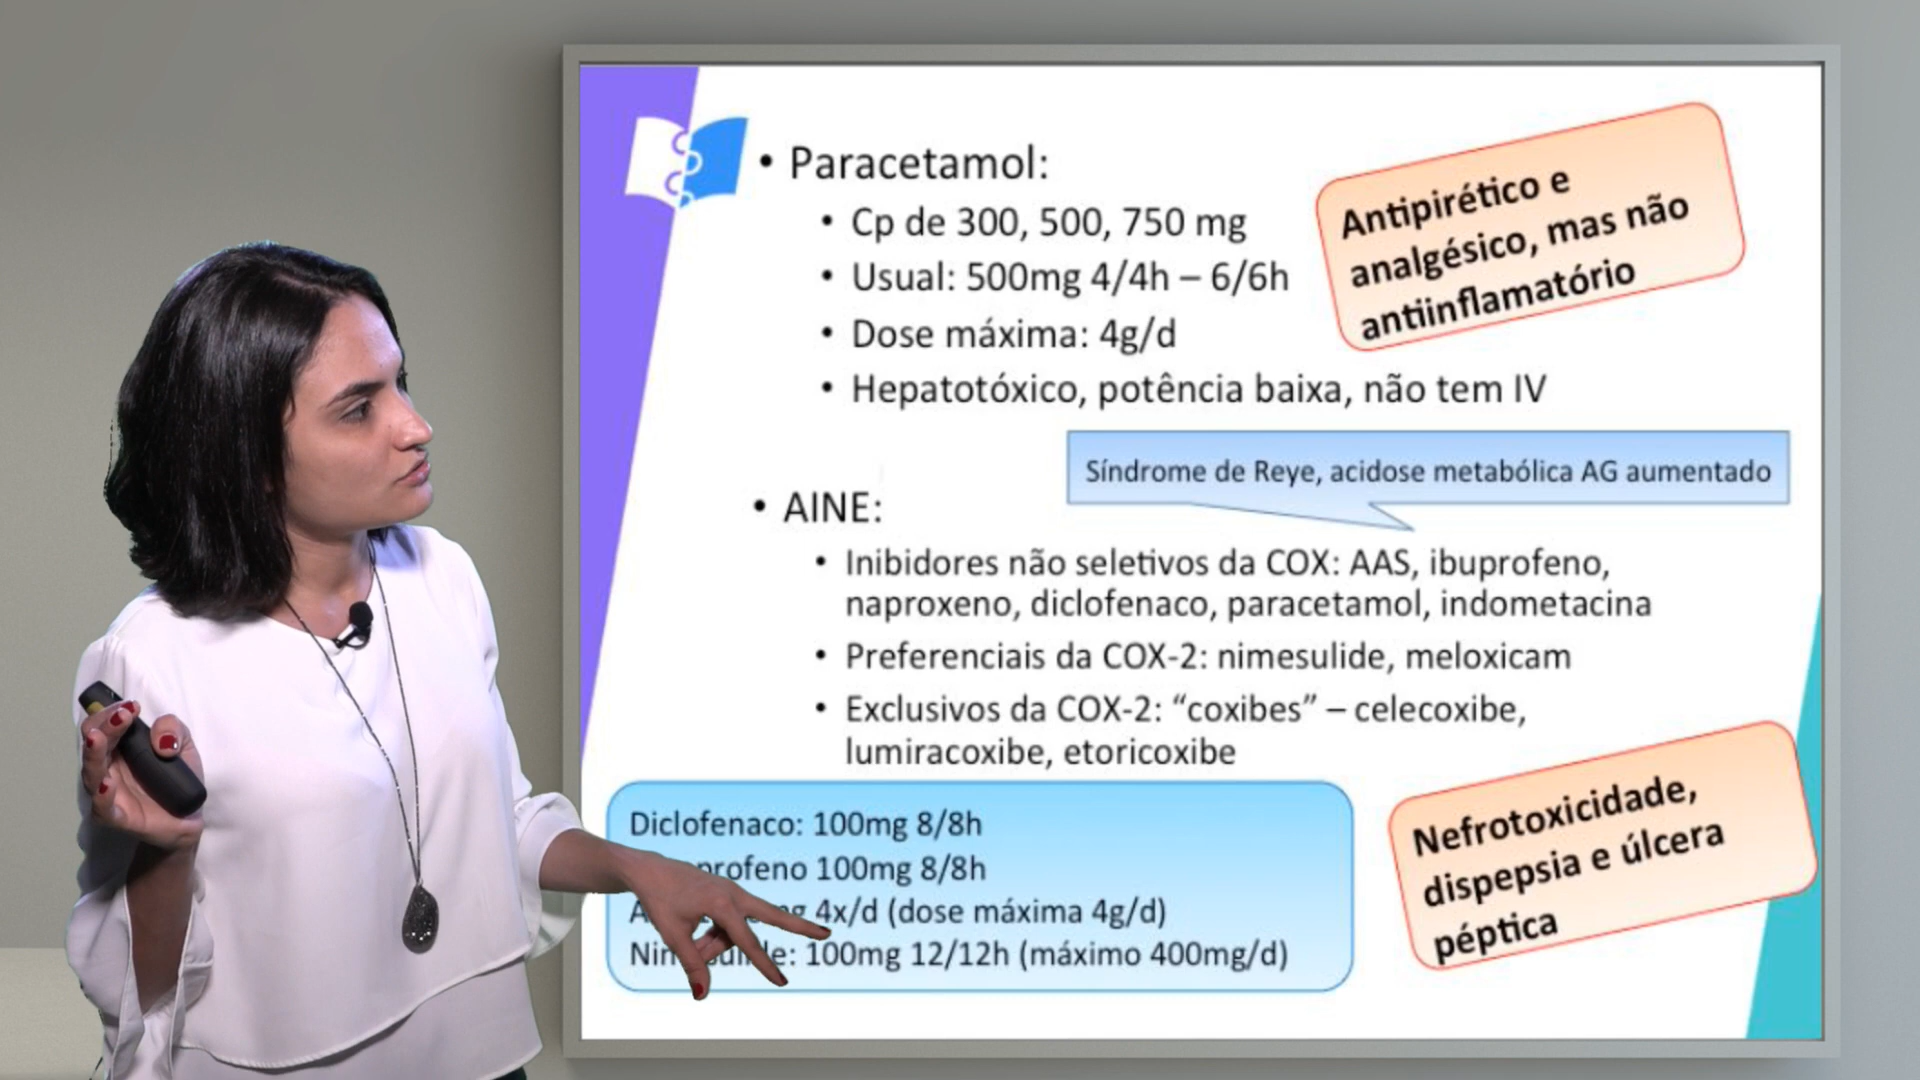 Paracetamol:
Cp de 300, 500, 750 mg
Usual: 500mg 4/4h – 6/6h
Dose máxima: 4g/d
Hepatotóxico, potência baixa, não tem IV
Antipirético e
analgésico, mas não
antiinflamatório
Síndrome de Reye, acidose metabólica AG aumentado
AINE:
Inibidores não seletivos da COX: AAS, ibuprofeno,
naproxeno, diclofenaco, paracetamol, indometacina
Preferenciais da COX-2: nimesulide, meloxicam
Exclusivos da COX-2: “coxibes” – celecoxibe,
lumiracoxibe, etoricoxibe
Diclofenaco: 100mg 8/8h
100mg 8/8h
4x/d (dose máxima 4g/d)
100mg 12/12h (máximo 400mg/d)
Nefrotoxicidade,
dispepsia e úlcera
péptica